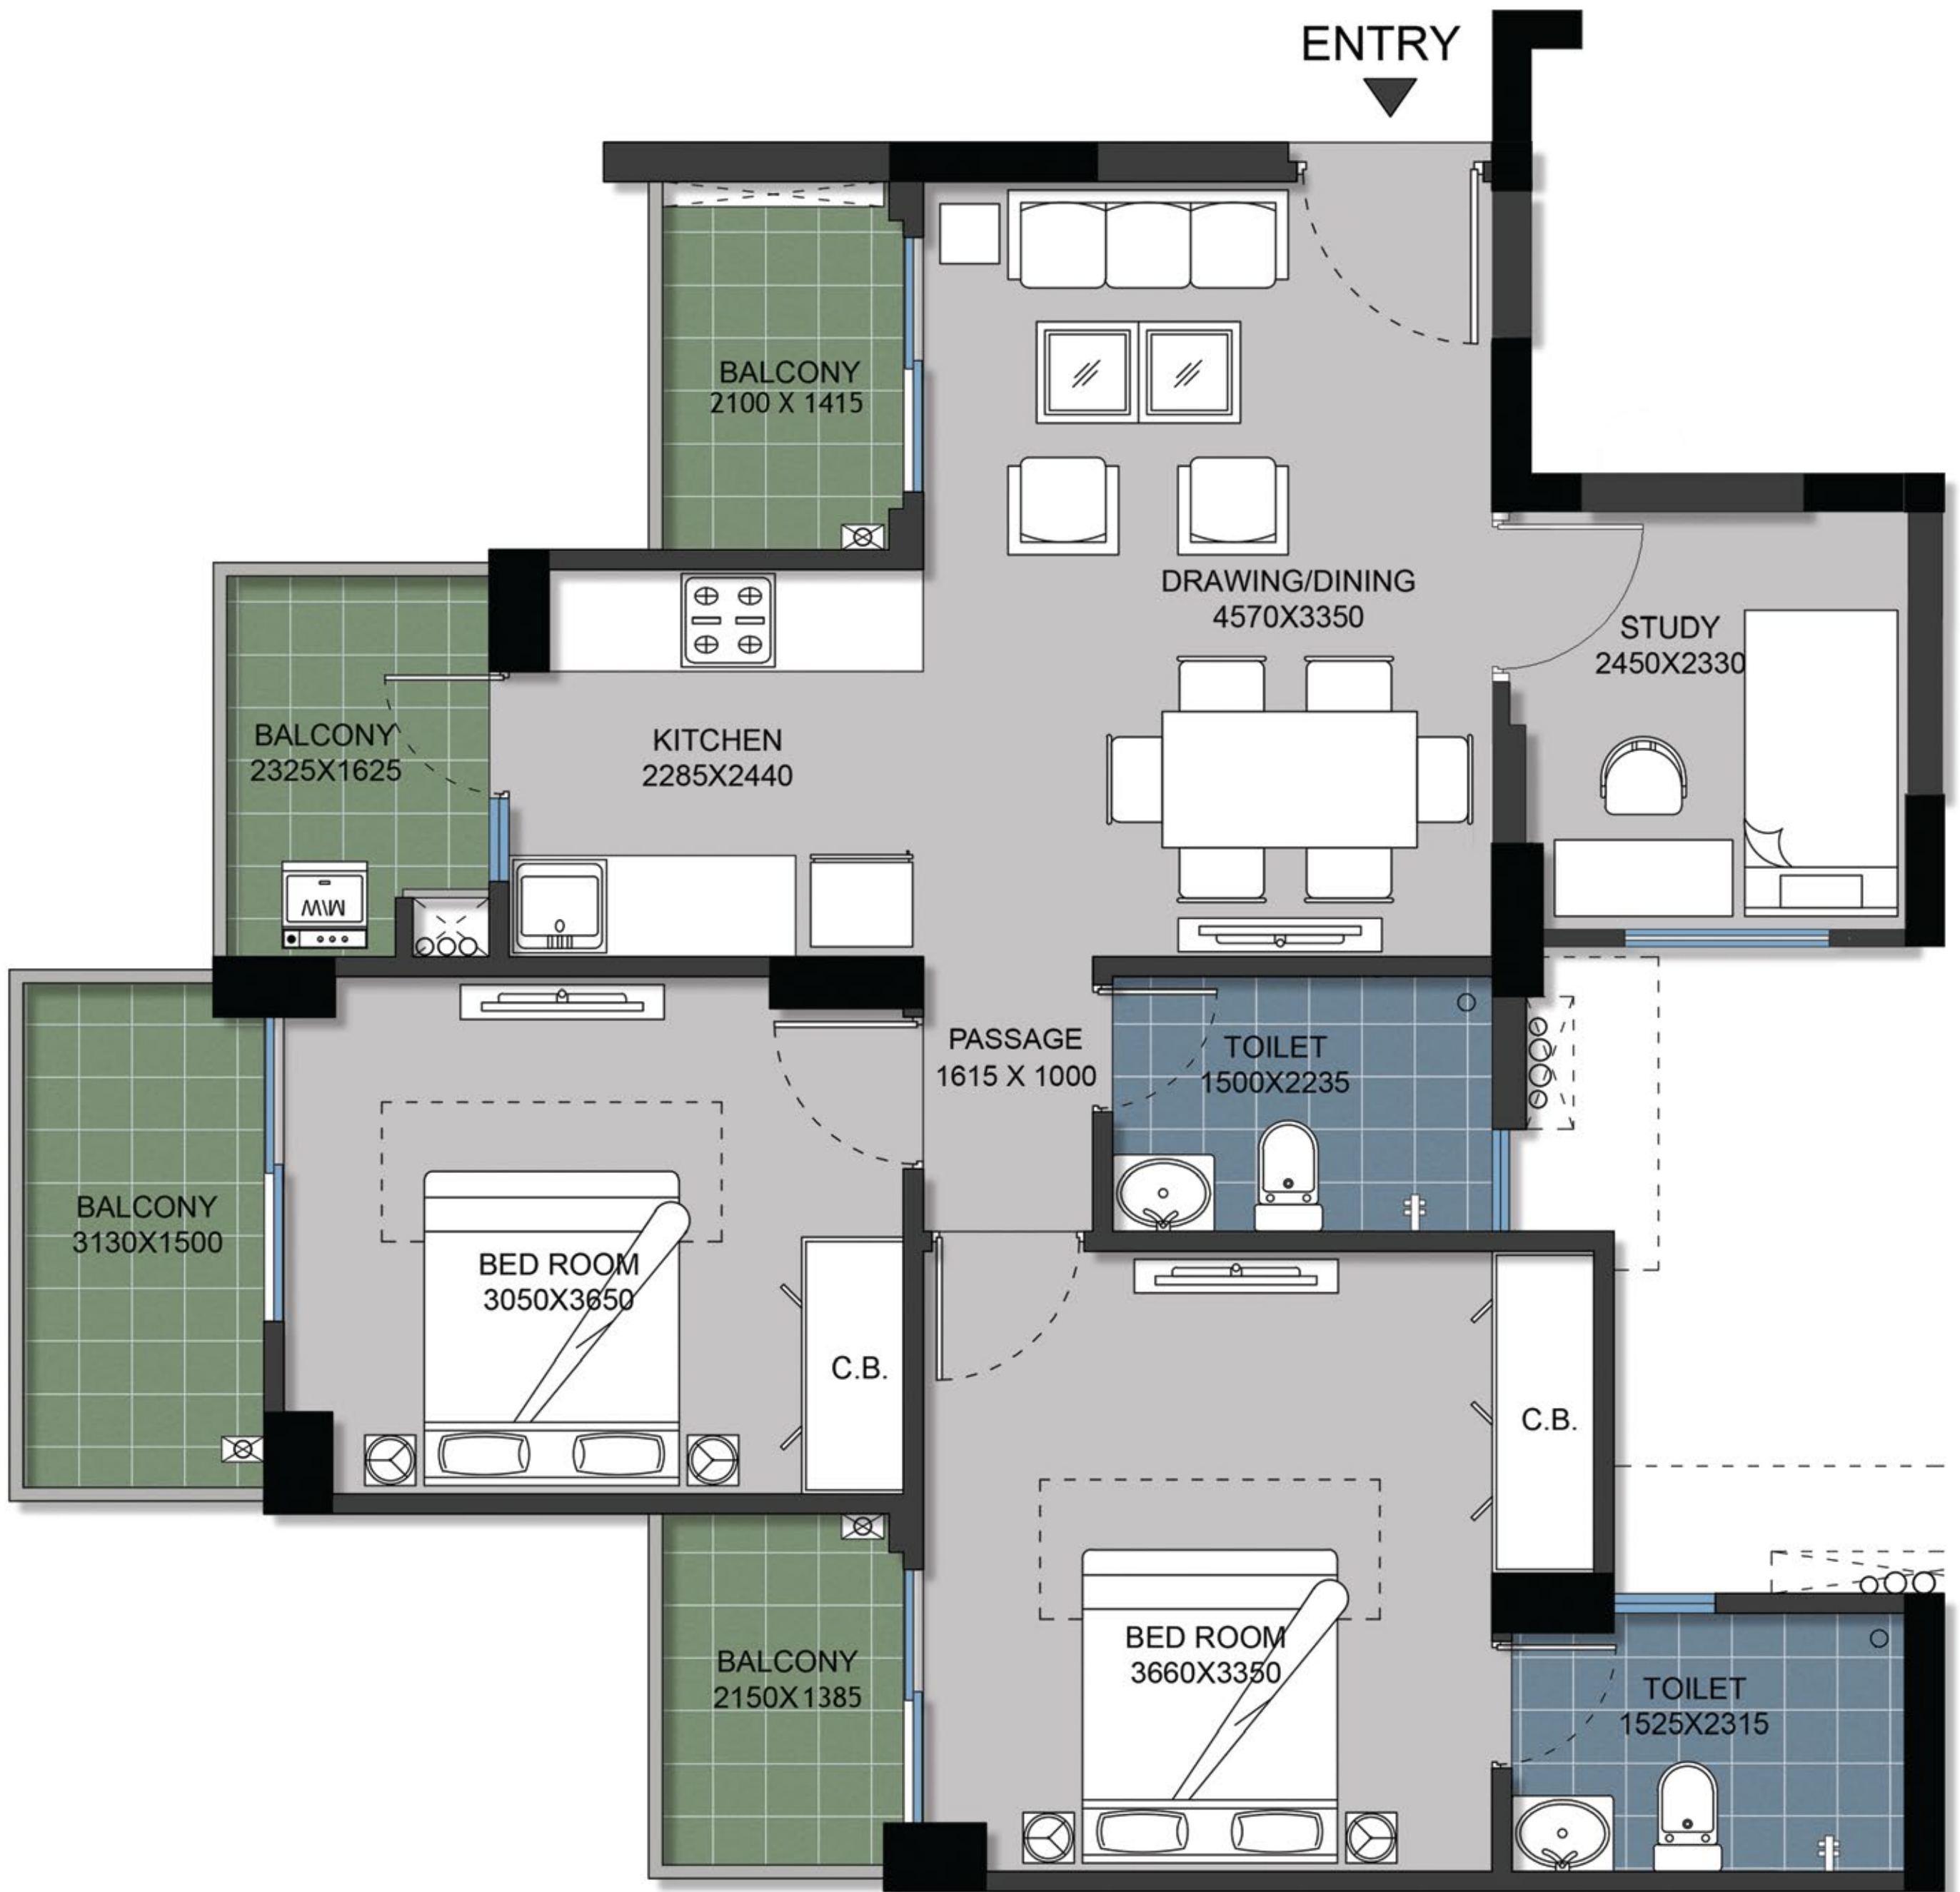 ENTRY
BALCONY
2100 X 1415
DRAWING/DINING
4570X3350
STUDY
2450X2330
BALCONY
2325X1625
KITCHEN
2285X2440
M/W
PASSAGE
1615 X 1000
TOILET
1500X2235
BALCONY
3130X1500
BED ROOM
3050X3650
C.B.
C.B.
BED ROOM
3660X3350
BALCONY
2150X1385
TOILET
1525X2315